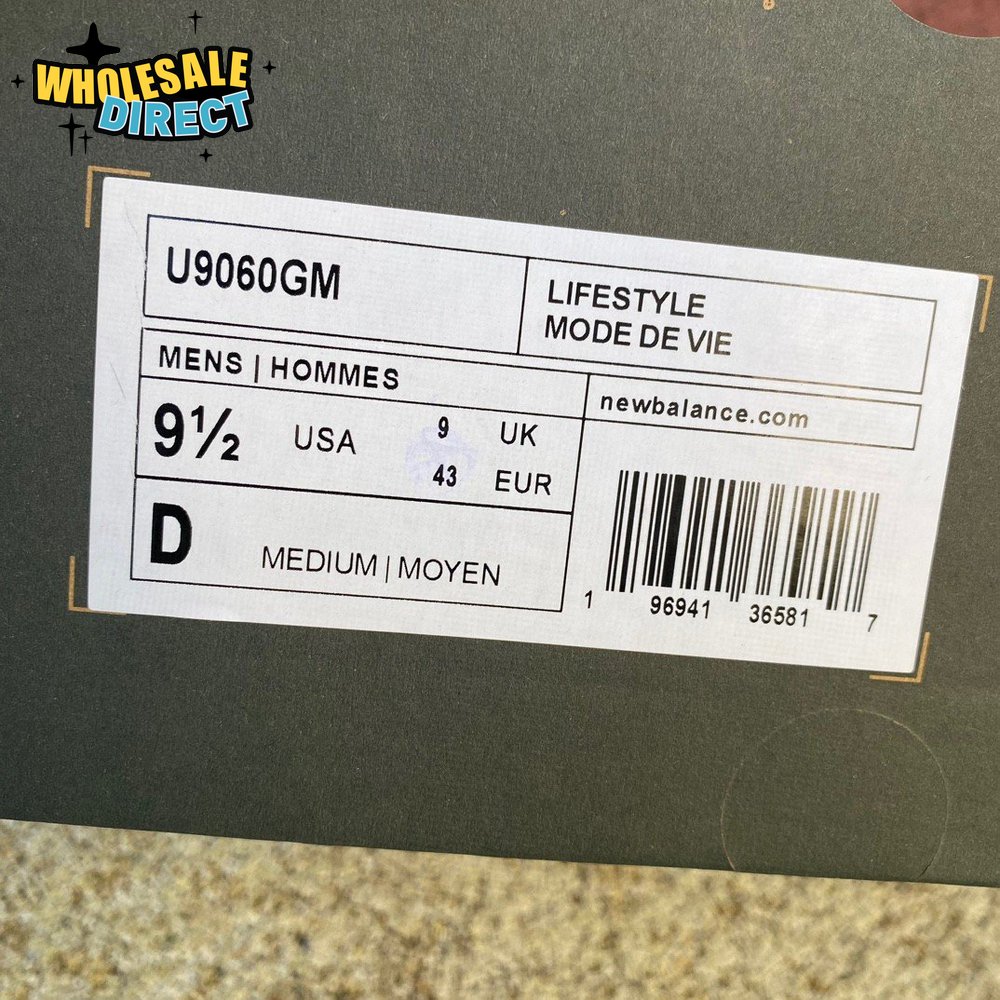 WHOLESALE
DIRECT
U9060GM
LIFESTYLE
MODE DE VIE
MENS | HOMMES
newbalance.com
9½ USA 9 UK
43 EUR
D MEDIUM | MOYEN
1 96941 36581 7